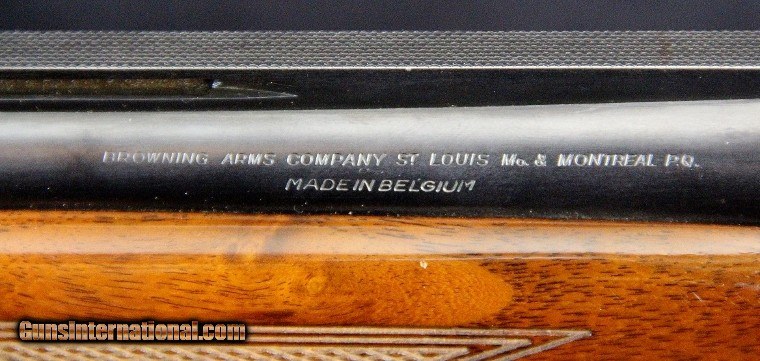 BROWNING ARMS COMPANY ST. LOUIS Mo. & MONTREAL P.Q.
MADE IN BELGIUM
GunsInternational.com